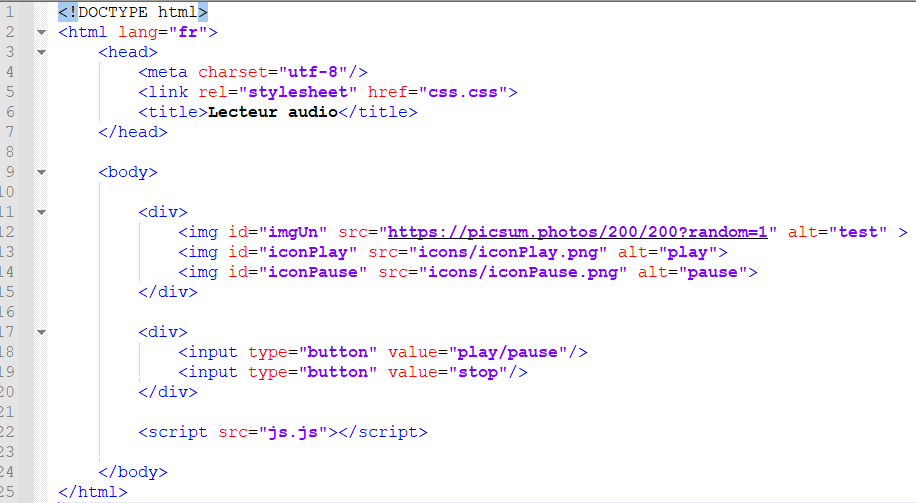 1 <!DOCTYPE html>
2 <html lang="fr">
3 <head>
4 <meta charset="utf-8"/>
5 <link rel="stylesheet" href="css.css">
6 <title>Lecteur audio</title>
7 </head>
8
9 <body>
10
11 <div>
12 <img id="imgUn" src="https://picsum.photos/200/200?random=1" alt="test" >
13 <img id="iconPlay" src="icons/iconPlay.png" alt="play">
14 <img id="iconPause" src="icons/iconPause.png" alt="pause">
15 </div>
16
17 <div>
18 <input type="button" value="play/pause"/>
19 <input type="button" value="stop"/>
20 </div>
21
22 <script src="js.js"></script>
23
24 </body>
25 </html>